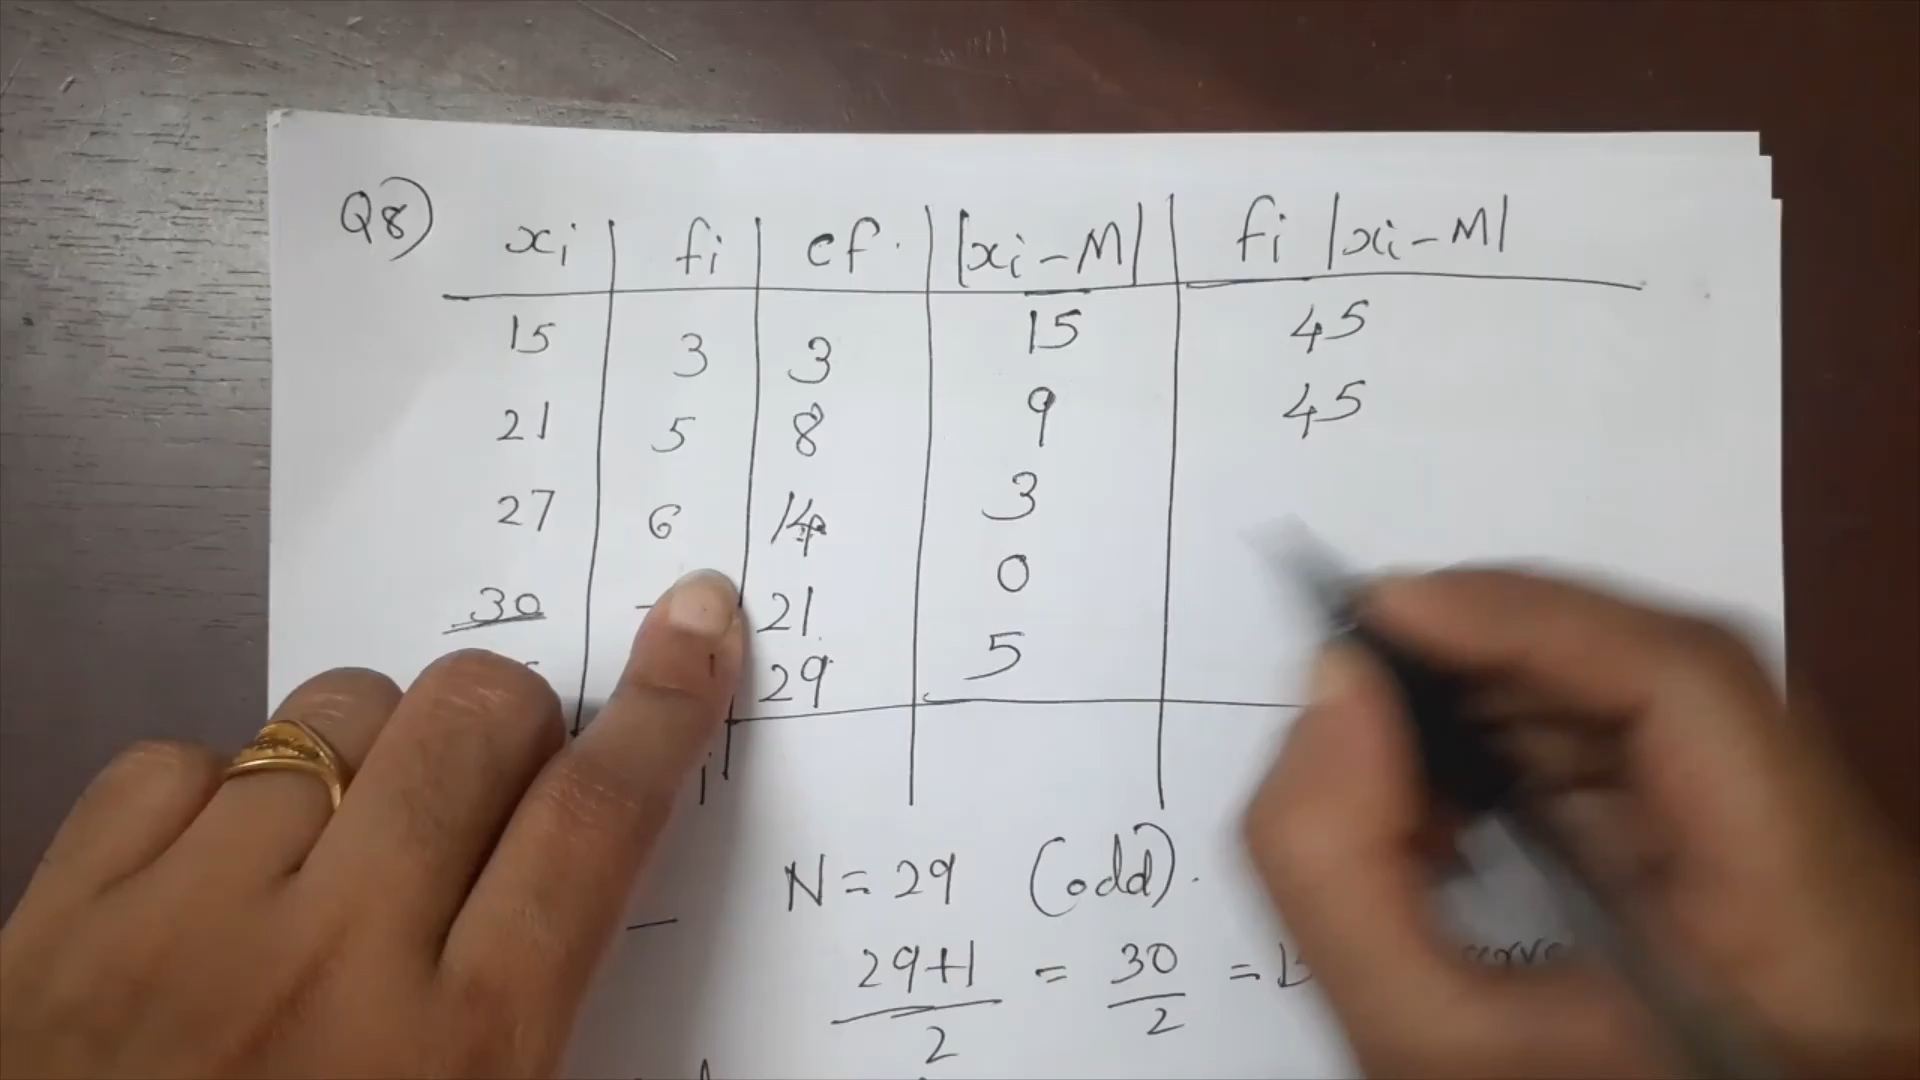 Q8) xi fi cf. |xi-M| fi |xi-M|
15 3 3 15 45
21 5 8 9 45
27 6 14 3
30 21 0
29 5
N = 29 (odd).
29+1/2 = 30/2 =